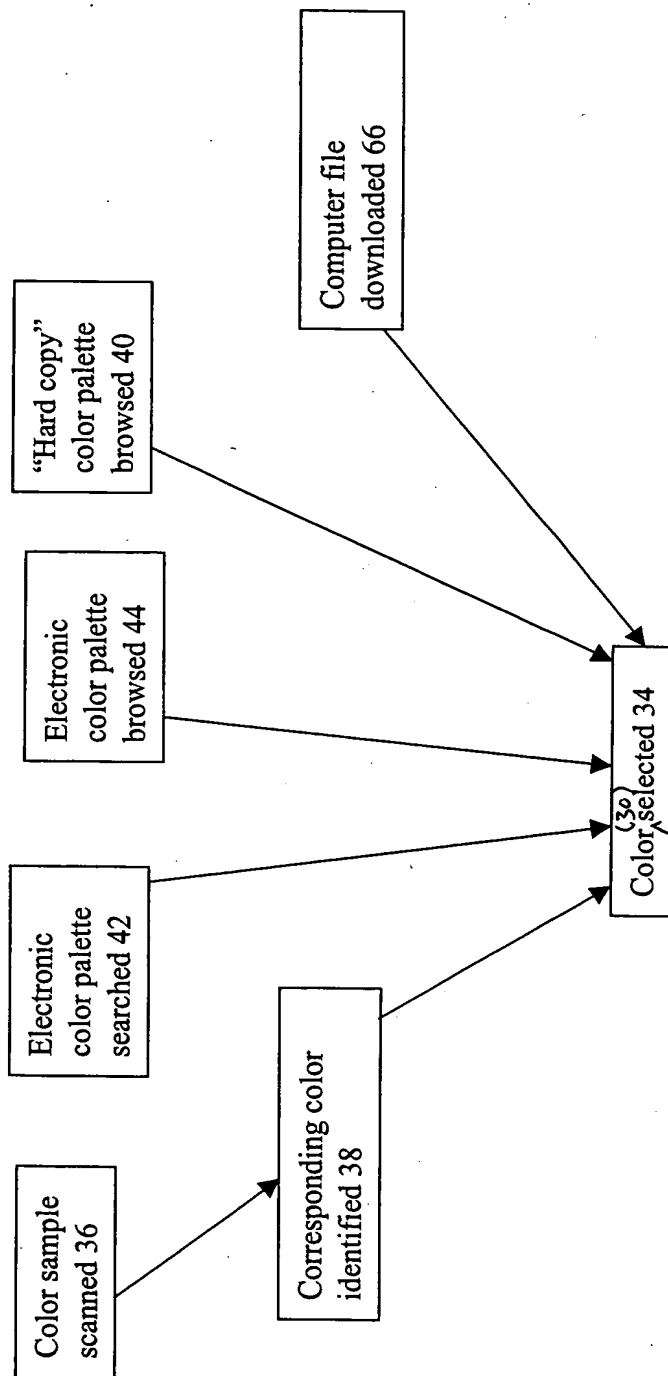 Color sample
scanned 36
Electronic
color palette
searched 42
Electronic
color palette
browsed 44
“Hard copy”
color palette
browsed 40
Corresponding color
identified 38
Computer file
downloaded 66
(30)
Color selected 34